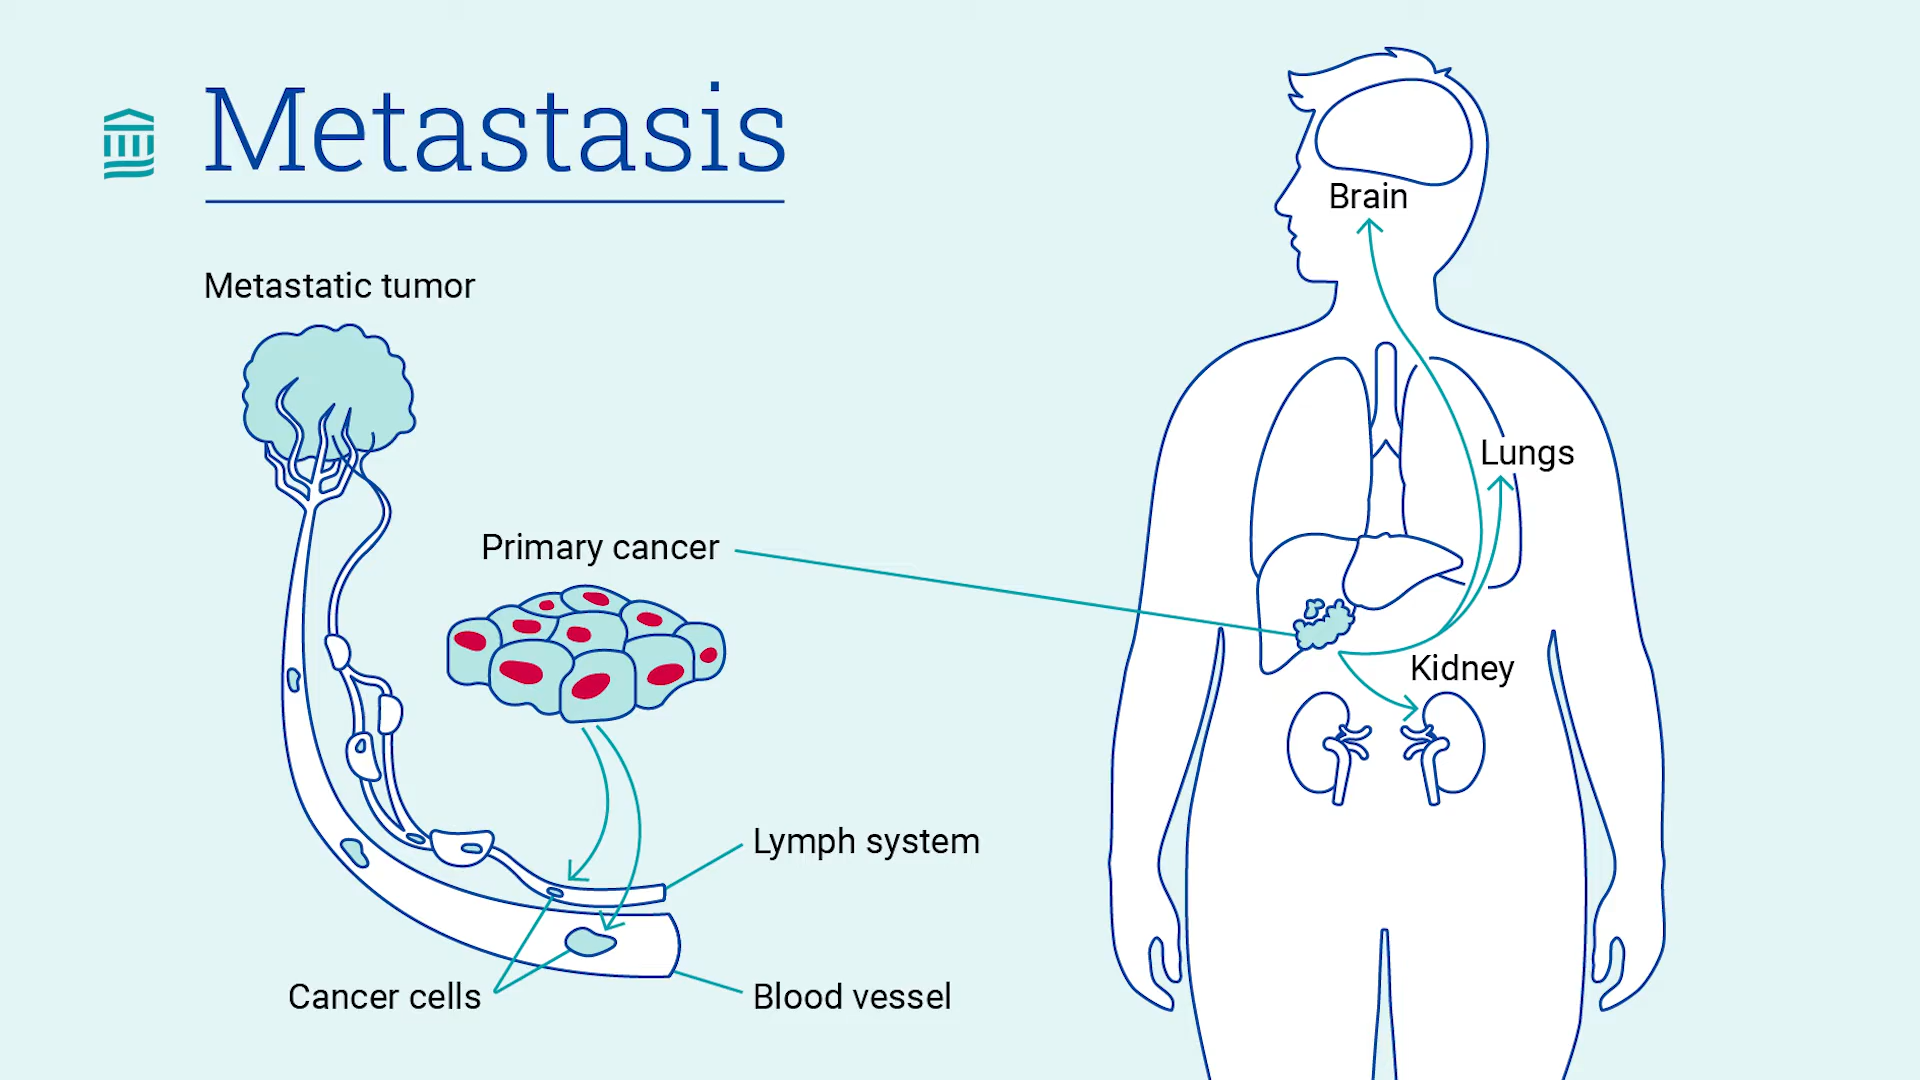 Metastasis
Metastatic tumor
Primary cancer
Lymph system
Cancer cells
Blood vessel
Brain
Lungs
Kidney